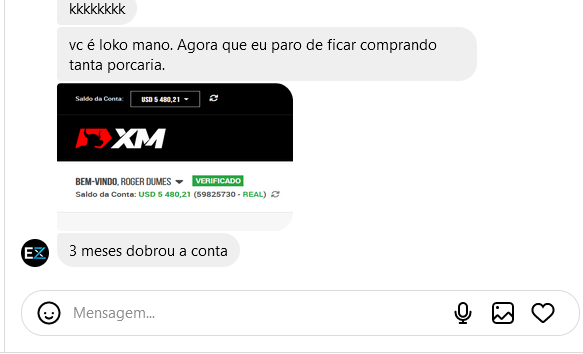 kkkkkkkk
vc é loko mano. Agora que eu paro de ficar comprando
tanta porcaria.
Saldo da Conta: USD 5 480,21
XM
BEM-VINDO, ROGER DUMES VERIFICADO
Saldo da Conta: USD 5 480,21 (59825730 - REAL)
EX
3 meses dobrou a conta
Mensagem...